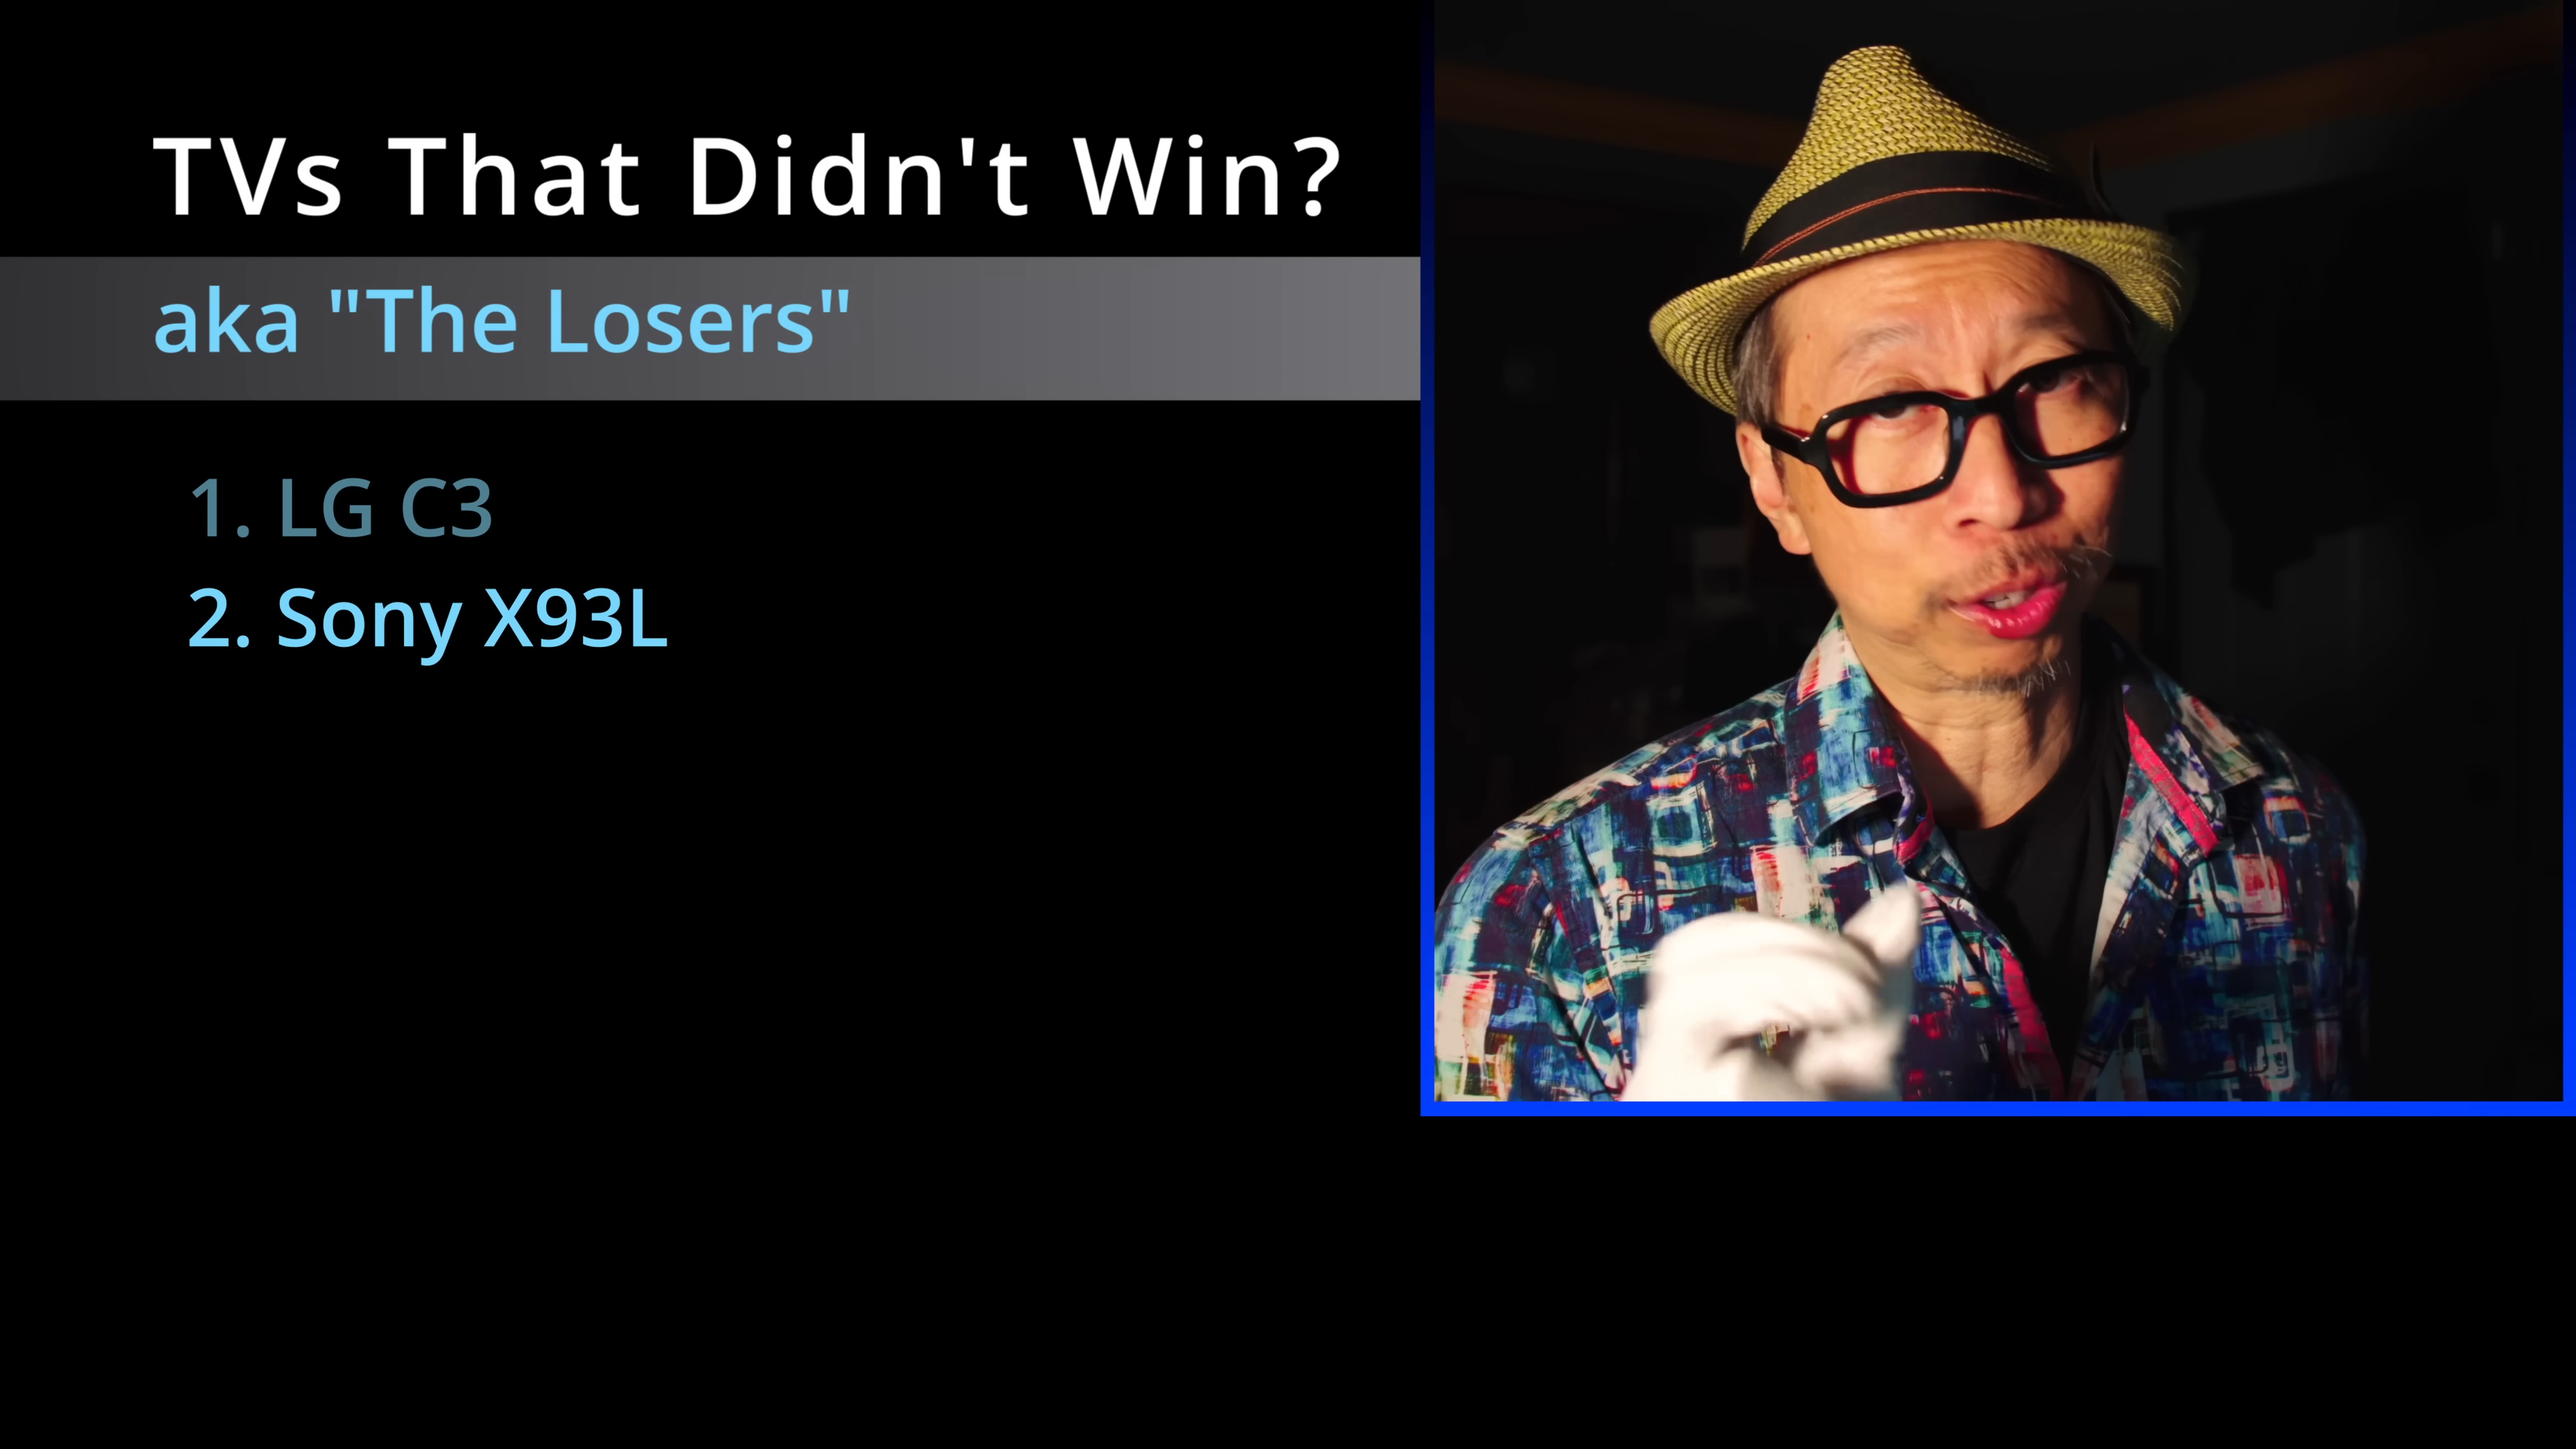 TVs That Didn't Win?
aka "The Losers"
1. LG C3
2. Sony X93L